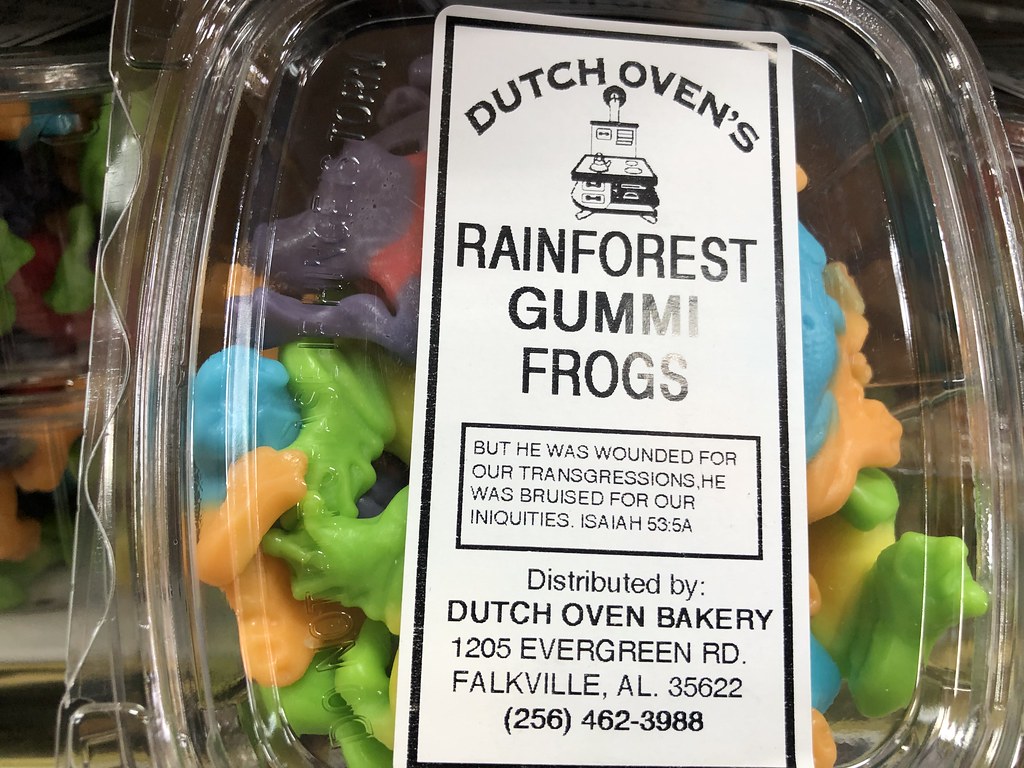 DUTCH OVEN'S
RAINFOREST
GUMMI
FROGS
BUT HE WAS WOUNDED FOR
OUR TRANSGRESSIONS,HE
WAS BRUISED FOR OUR
INIQUITIES. ISAIAH 53:5A
Distributed by:
DUTCH OVEN BAKERY
1205 EVERGREEN RD.
FALKVILLE, AL. 35622
(256) 462-3988